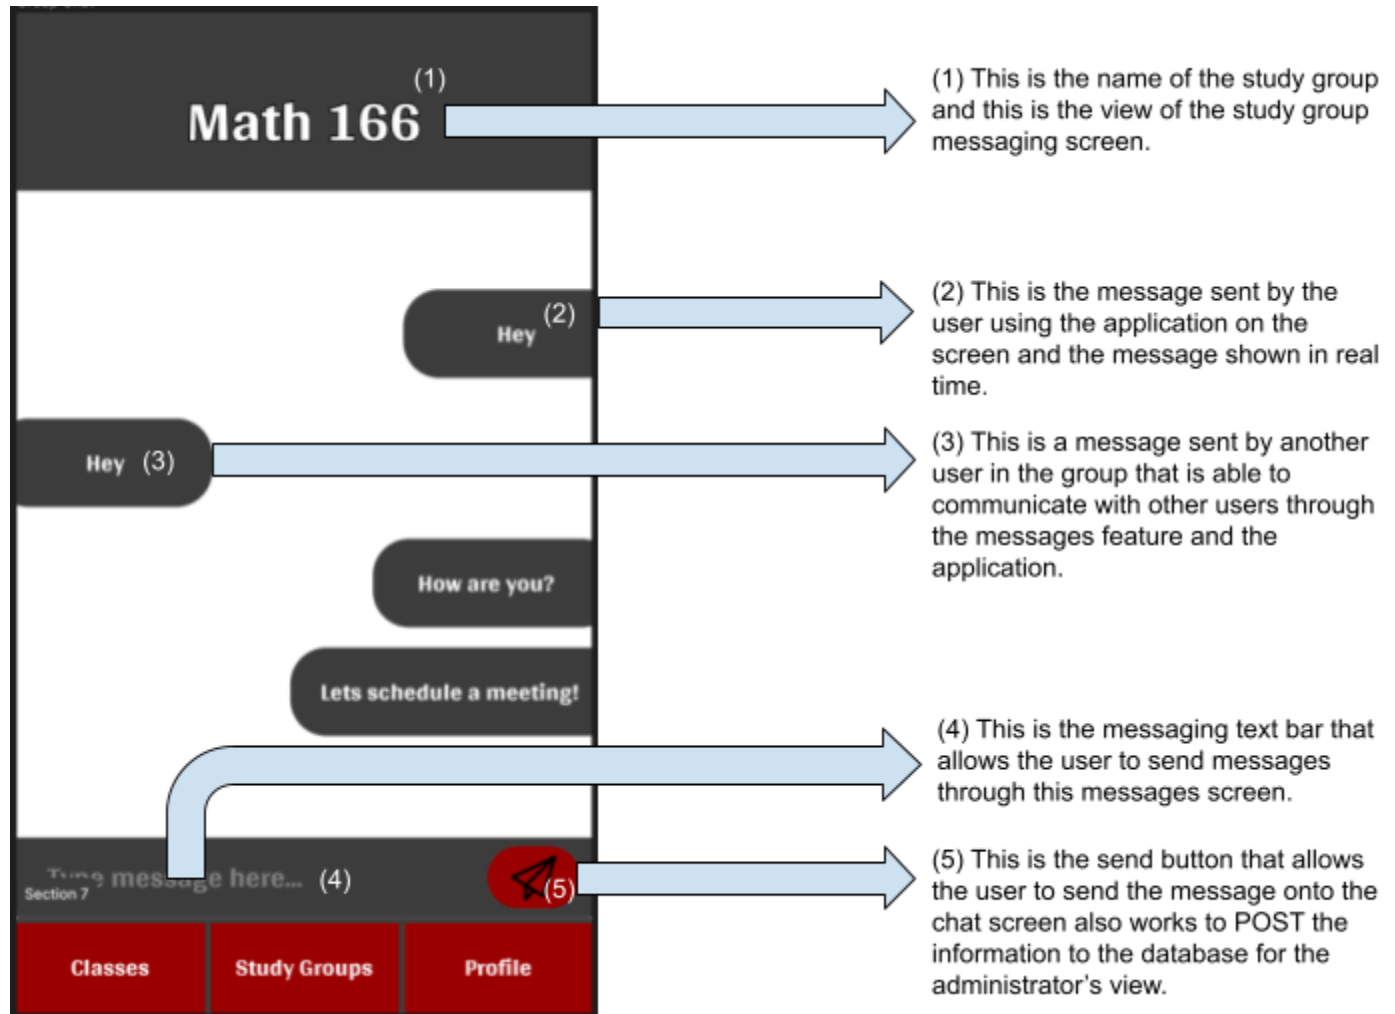 (1)
Math 166
(1) This is the name of the study group
and this is the view of the study group
messaging screen.
Hey (2)
(2) This is the message sent by the
user using the application on the
screen and the message shown in real
time.
Hey (3)
(3) This is a message sent by another
user in the group that is able to
communicate with other users through
the messages feature and the
application.
How are you?
Lets schedule a meeting!
(4) This is the messaging text bar that
allows the user to send messages
through this messages screen.
Type message here... (4)
Section 7
(5)
(5) This is the send button that allows
the user to send the message onto the
chat screen also works to POST the
information to the database for the
administrator's view.
Classes
Study Groups
Profile